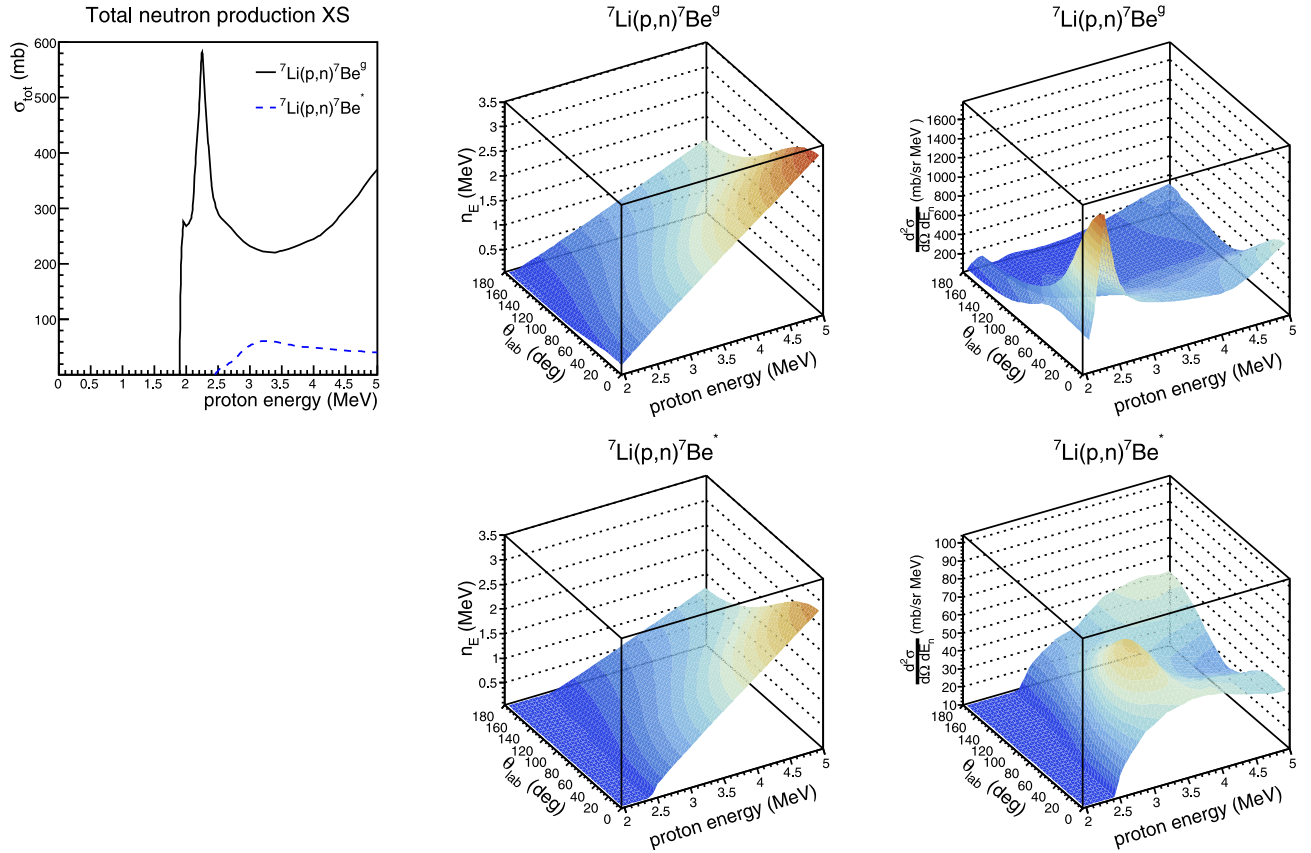 Total neutron production XS
σtot (mb)
600
500
400
300
200
100
⁷Li(p,n)⁷Beᵍ
⁷Li(p,n)⁷Be*
0 0.5 1 1.5 2 2.5 3 3.5 4 4.5 5
proton energy (MeV)
⁷Li(p,n)⁷Beᵍ
nE (MeV)
3.5
3
2.5
2
1.5
1
0.5
180 160 140 120 100 80 60 40 20 0
θlab (deg)
2 2.5 3 3.5 4 4.5 5
proton energy (MeV)
⁷Li(p,n)⁷Beᵍ
d²σ
dΩ dEn
(mb/sr MeV)
1600
1400
1200
1000
800
600
400
200
180 160 140 120 100 80 60 40 20 0
θlab (deg)
2 2.5 3 3.5 4 4.5 5
proton energy (MeV)
⁷Li(p,n)⁷Be*
nE (MeV)
3.5
3
2.5
2
1.5
1
0.5
180 160 140 120 100 80 60 40 20 0
θlab (deg)
2 2.5 3 3.5 4 4.5 5
proton energy (MeV)
⁷Li(p,n)⁷Be*
d²σ
dΩ dEn
(mb/sr MeV)
100
90
80
70
60
50
40
30
20
10
180 160 140 120 100 80 60 40 20 0
θlab (deg)
2 2.5 3 3.5 4 4.5 5
proton energy (MeV)